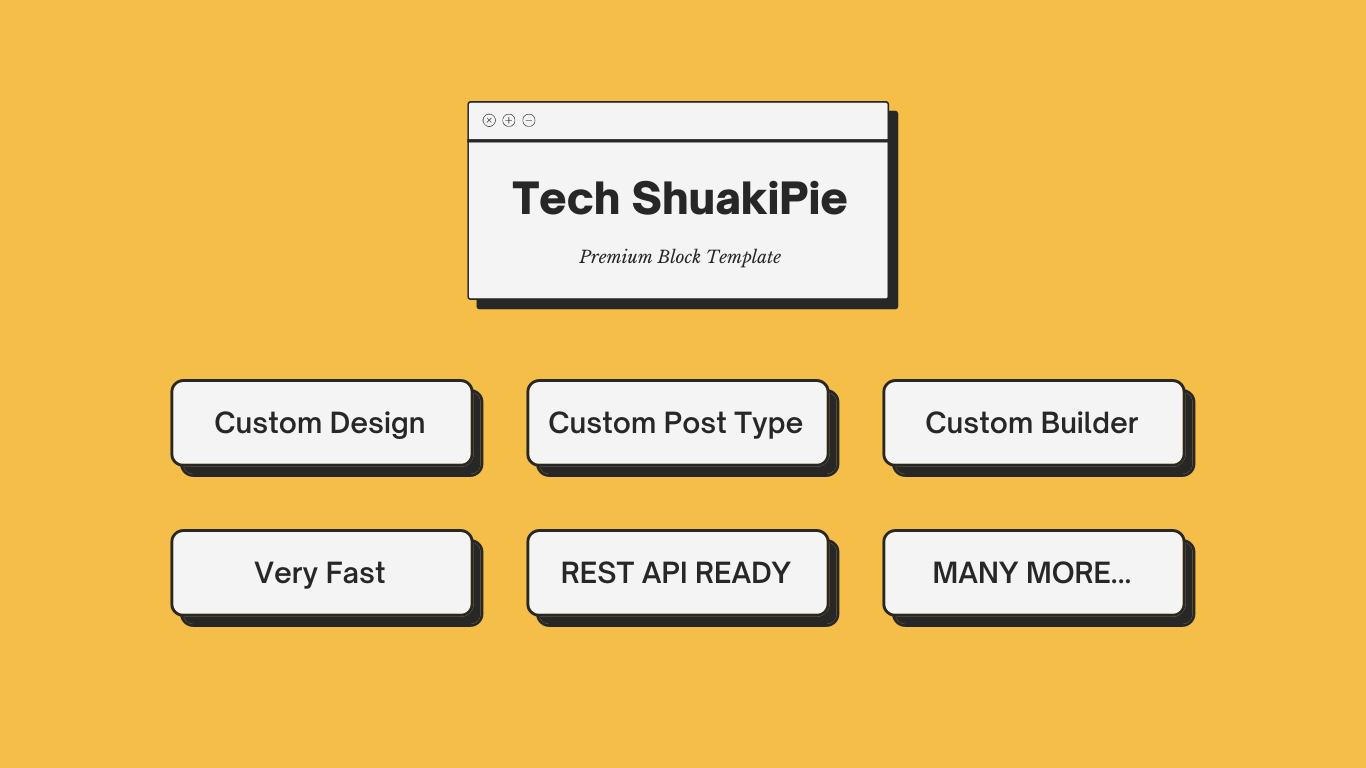 Tech ShuakiPie
Premium Block Template
Custom Design
Custom Post Type
Custom Builder
Very Fast
REST API READY
MANY MORE...